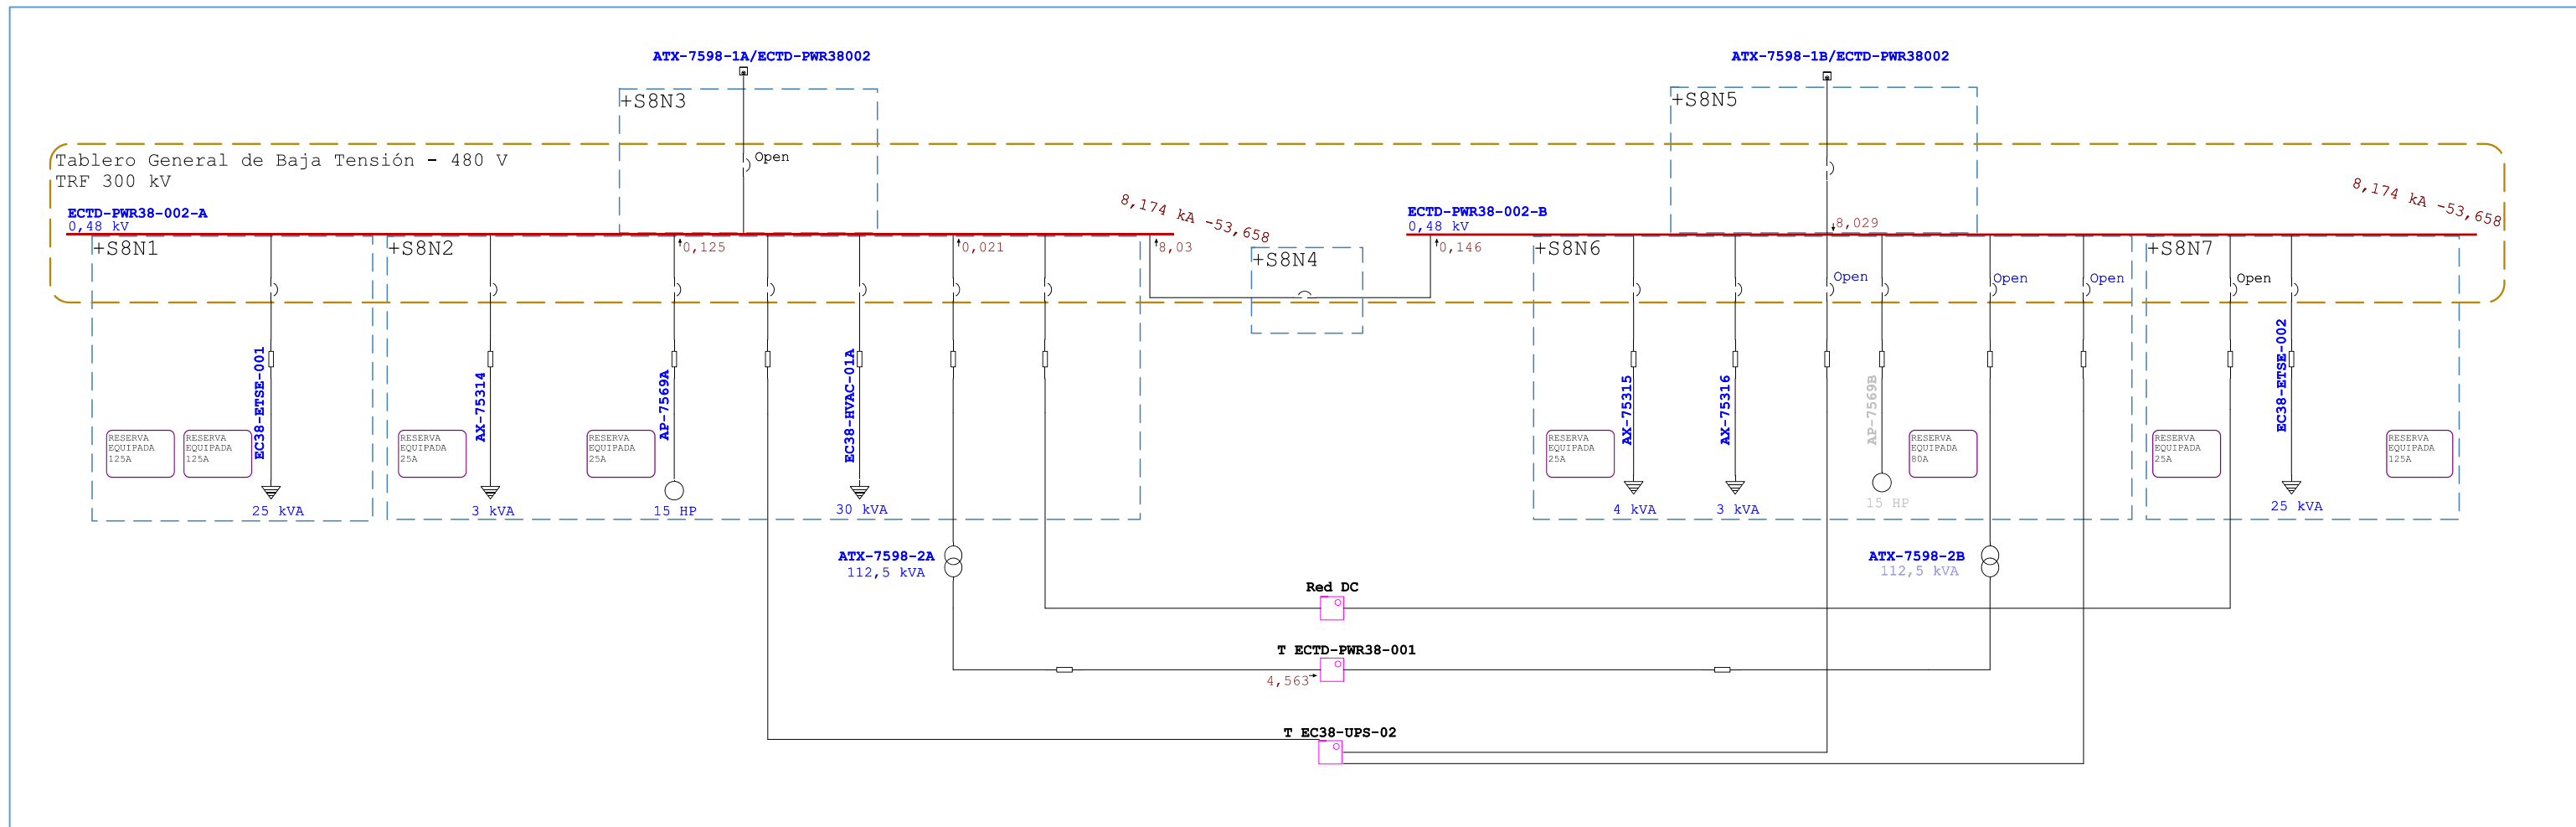 ATX-7598-1A/ECTD-PWR38002
ATX-7598-1B/ECTD-PWR38002
+S8N3
+S8N5
Tablero General de Baja Tensión - 480 V
TRF 300 kV
Open
8,174 kA -53,658
8,174 kA -53,658
ECTD-PWR38-002-A
0,48 kV
ECTD-PWR38-002-B
0,48 kV
8,029
+S8N1
+S8N2
0,125
0,021
8,03
+S8N4
0,146
+S8N6
+S8N7
Open
Open
Open
Open
EC38-ETSE-001
AX-75314
AP-7569A
EC38-HVAC-01A
AX-75315
AX-75316
AP-7569B
EC38-ETSE-002
RESERVA
EQUIPADA
125A
RESERVA
EQUIPADA
125A
RESERVA
EQUIPADA
25A
RESERVA
EQUIPADA
25A
RESERVA
EQUIPADA
25A
RESERVA
EQUIPADA
80A
RESERVA
EQUIPADA
25A
RESERVA
EQUIPADA
125A
25 kVA
3 kVA
15 HP
30 kVA
4 kVA
3 kVA
15 HP
25 kVA
ATX-7598-2A
112,5 kVA
ATX-7598-2B
112,5 kVA
Red DC
T ECTD-PWR38-001
4,563
T EC38-UPS-02